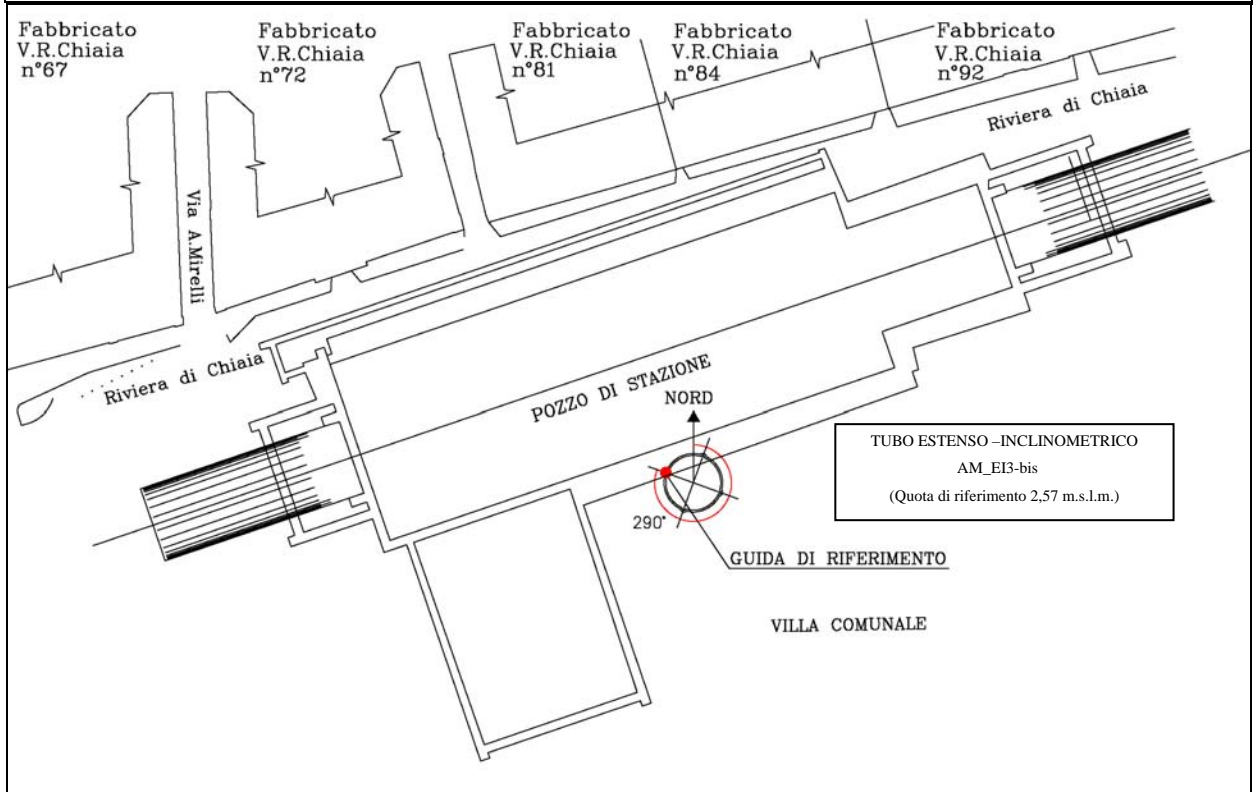 Fabbricato
V.R.Chiaia
n°67
Fabbricato
V.R.Chiaia
n°72
Fabbricato
V.R.Chiaia
n°81
Fabbricato
V.R.Chiaia
n°84
Fabbricato
V.R.Chiaia
n°92
Riviera di Chiaia
Via A.Mirelli
Riviera di Chiaia
POZZO DI STAZIONE
NORD
290°
GUIDA DI RIFERIMENTO
VILLA COMUNALE
TUBO ESTENSO –INCLINOMETRICO
AM_EI3-bis
(Quota di riferimento 2,57 m.s.l.m.)